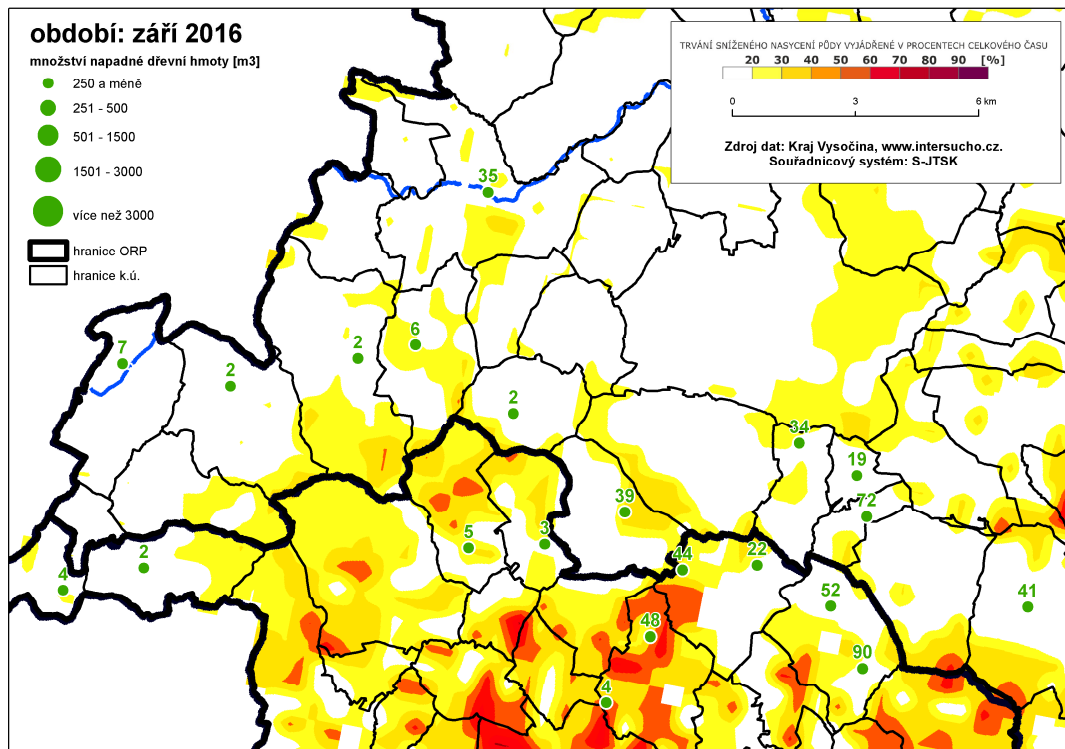 období: září 2016
množství napadné dřevní hmoty [m3]
250 a méně
251 - 500
501 - 1500
1501 - 3000
více než 3000
hranice ORP
hranice k.ú.
TRVÁNÍ SNÍŽENÉHO NASYCENÍ PŮDY VYJÁDŘENÉ V PROCENTECH CELKOVÉHO ČASU
20 30 40 50 60 70 80 90 [%]
0 3 6 km
Zdroj dat: Kraj Vysočina, www.intersucho.cz.
Souřadnicový systém: S-JTSK
35
7
2
2
6
2
34
19
39
72
5
3
2
4
44
22
52
41
48
90
4